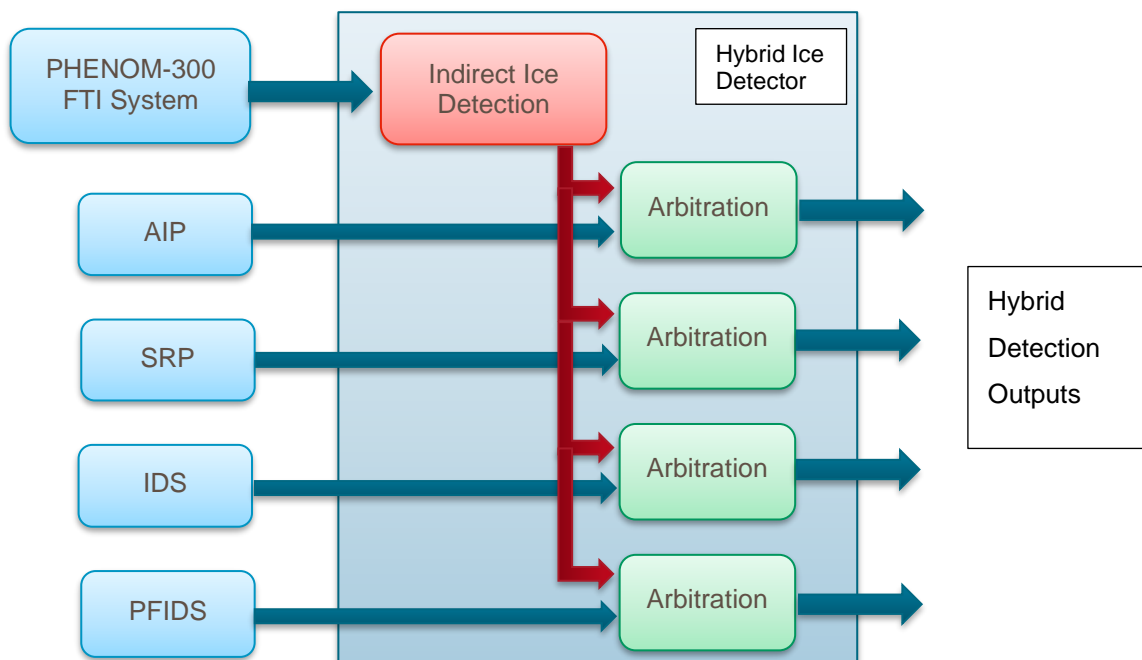 PHENOM-300
FTI System
Indirect Ice
Detection
Hybrid Ice
Detector
AIP
Arbitration
SRP
Arbitration
Hybrid
Detection
Outputs
IDS
Arbitration
PFIDS
Arbitration